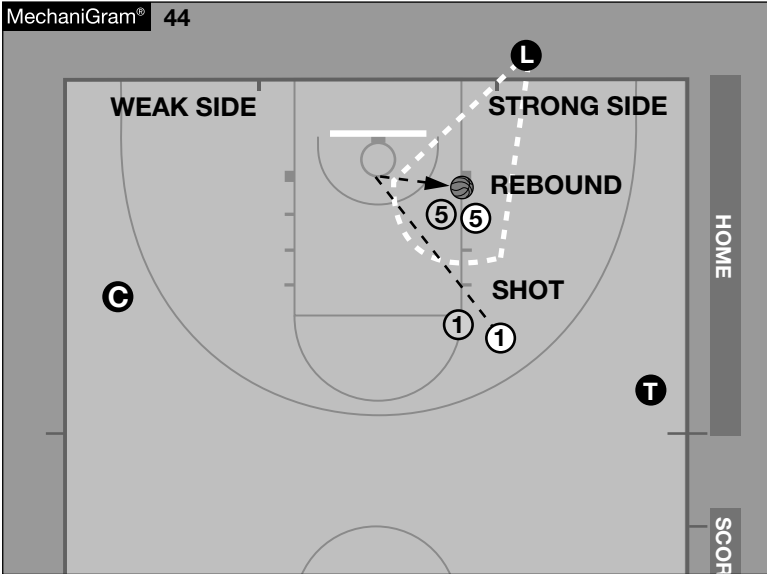 MechaniGram® 44
L
WEAK SIDE
STRONG SIDE
REBOUND
5 5
HOME
SHOT
C
1 1
T
SCOR